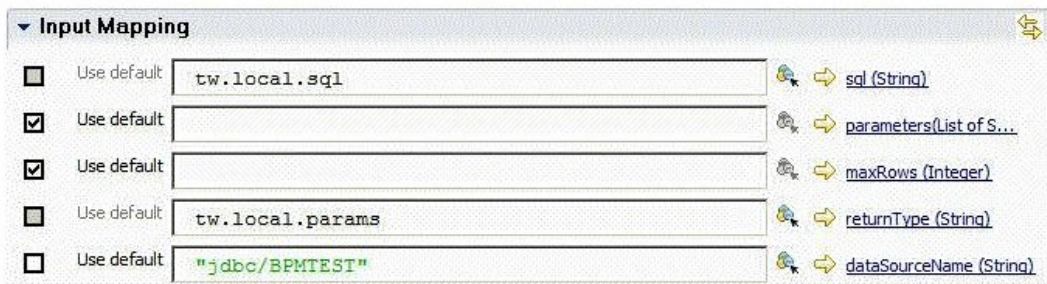 Input Mapping
Use default tw.local.sql sql (String)
Use default parameters(List of S...
Use default maxRows (Integer)
Use default tw.local.params returnType (String)
Use default "jdbc/BPMTEST" dataSourceName (String)